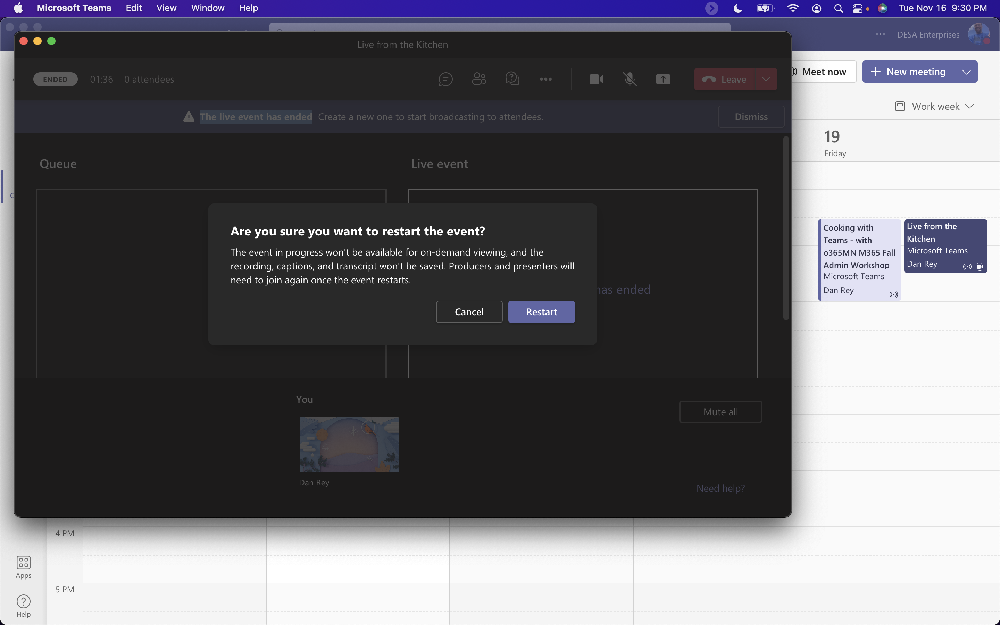 Microsoft Teams Edit View Window Help
Tue Nov 16 9:30 PM
DESA Enterprises
Live from the Kitchen
ENDED 01:36 0 attendees
Leave
Meet now
New meeting
The live event has ended Create a new one to start broadcasting to attendees.
Dismiss
Work week
19
Friday
Queue
Live event
Are you sure you want to restart the event?
The event in progress won't be available for on-demand viewing, and the
recording, captions, and transcript won't be saved. Producers and presenters will
need to join again once the event restarts.
has ended
Cancel
Restart
Cooking with
Teams - with
o365MN M365 Fall
Admin Workshop
Microsoft Teams
Dan Rey
Live from the
Kitchen
Microsoft Teams
Dan Rey
You
Mute all
Dan Rey
Need help?
4 PM
Apps
5 PM
Help